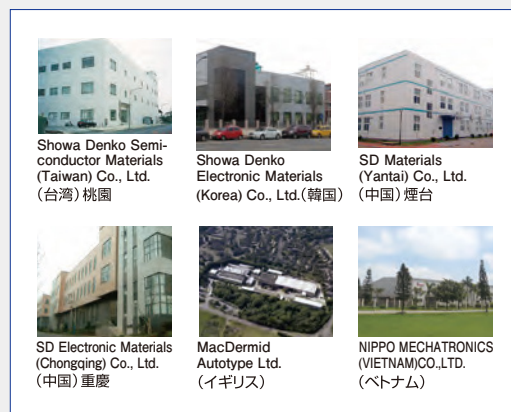 Showa Denko Semi-
conductor Materials
(Taiwan) Co., Ltd.
（台湾）桃園
Showa Denko
Electronic Materials
(Korea) Co., Ltd.（韓国）
SD Materials
(Yantai) Co., Ltd.
（中国）煙台
SD Electronic Materials
(Chongqing) Co., Ltd.
（中国）重慶
MacDermid
Autotype Ltd.
（イギリス）
NIPPO MECHATRONICS
(VIETNAM)CO.,LTD.
（ベトナム）